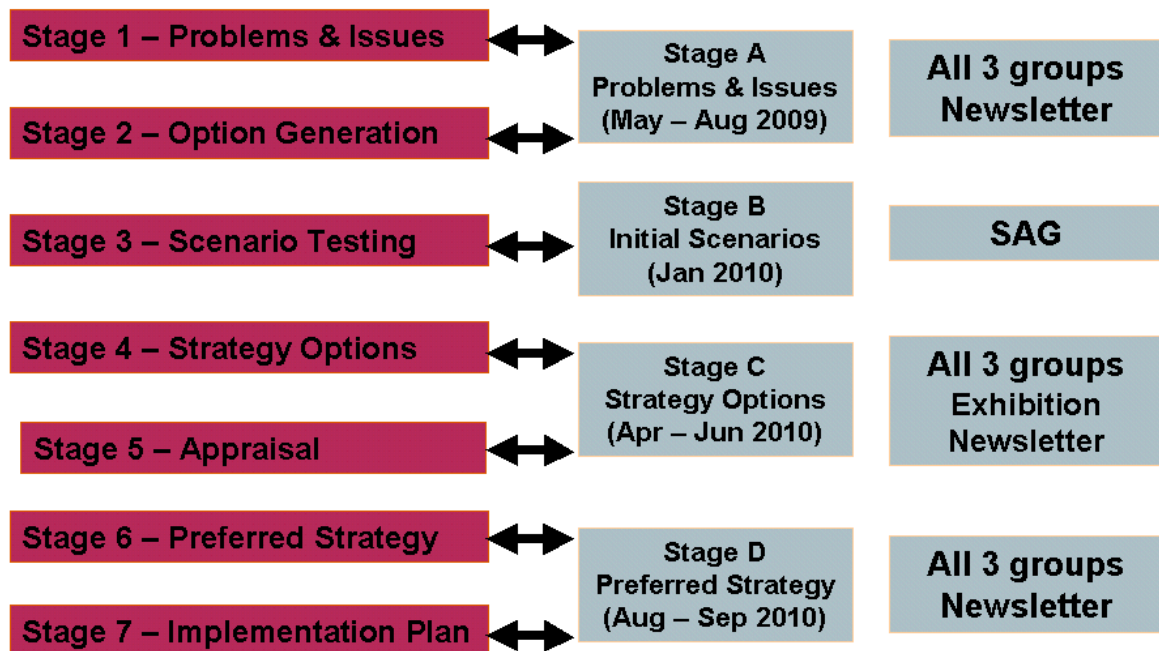 Stage 1 – Problems & Issues
Stage A
Problems & Issues
(May – Aug 2009)
All 3 groups
Newsletter
Stage 2 – Option Generation
Stage 3 – Scenario Testing
Stage B
Initial Scenarios
(Jan 2010)
SAG
Stage 4 – Strategy Options
Stage C
Strategy Options
(Apr – Jun 2010)
All 3 groups
Exhibition
Newsletter
Stage 5 – Appraisal
Stage 6 – Preferred Strategy
Stage D
Preferred Strategy
(Aug – Sep 2010)
All 3 groups
Newsletter
Stage 7 – Implementation Plan